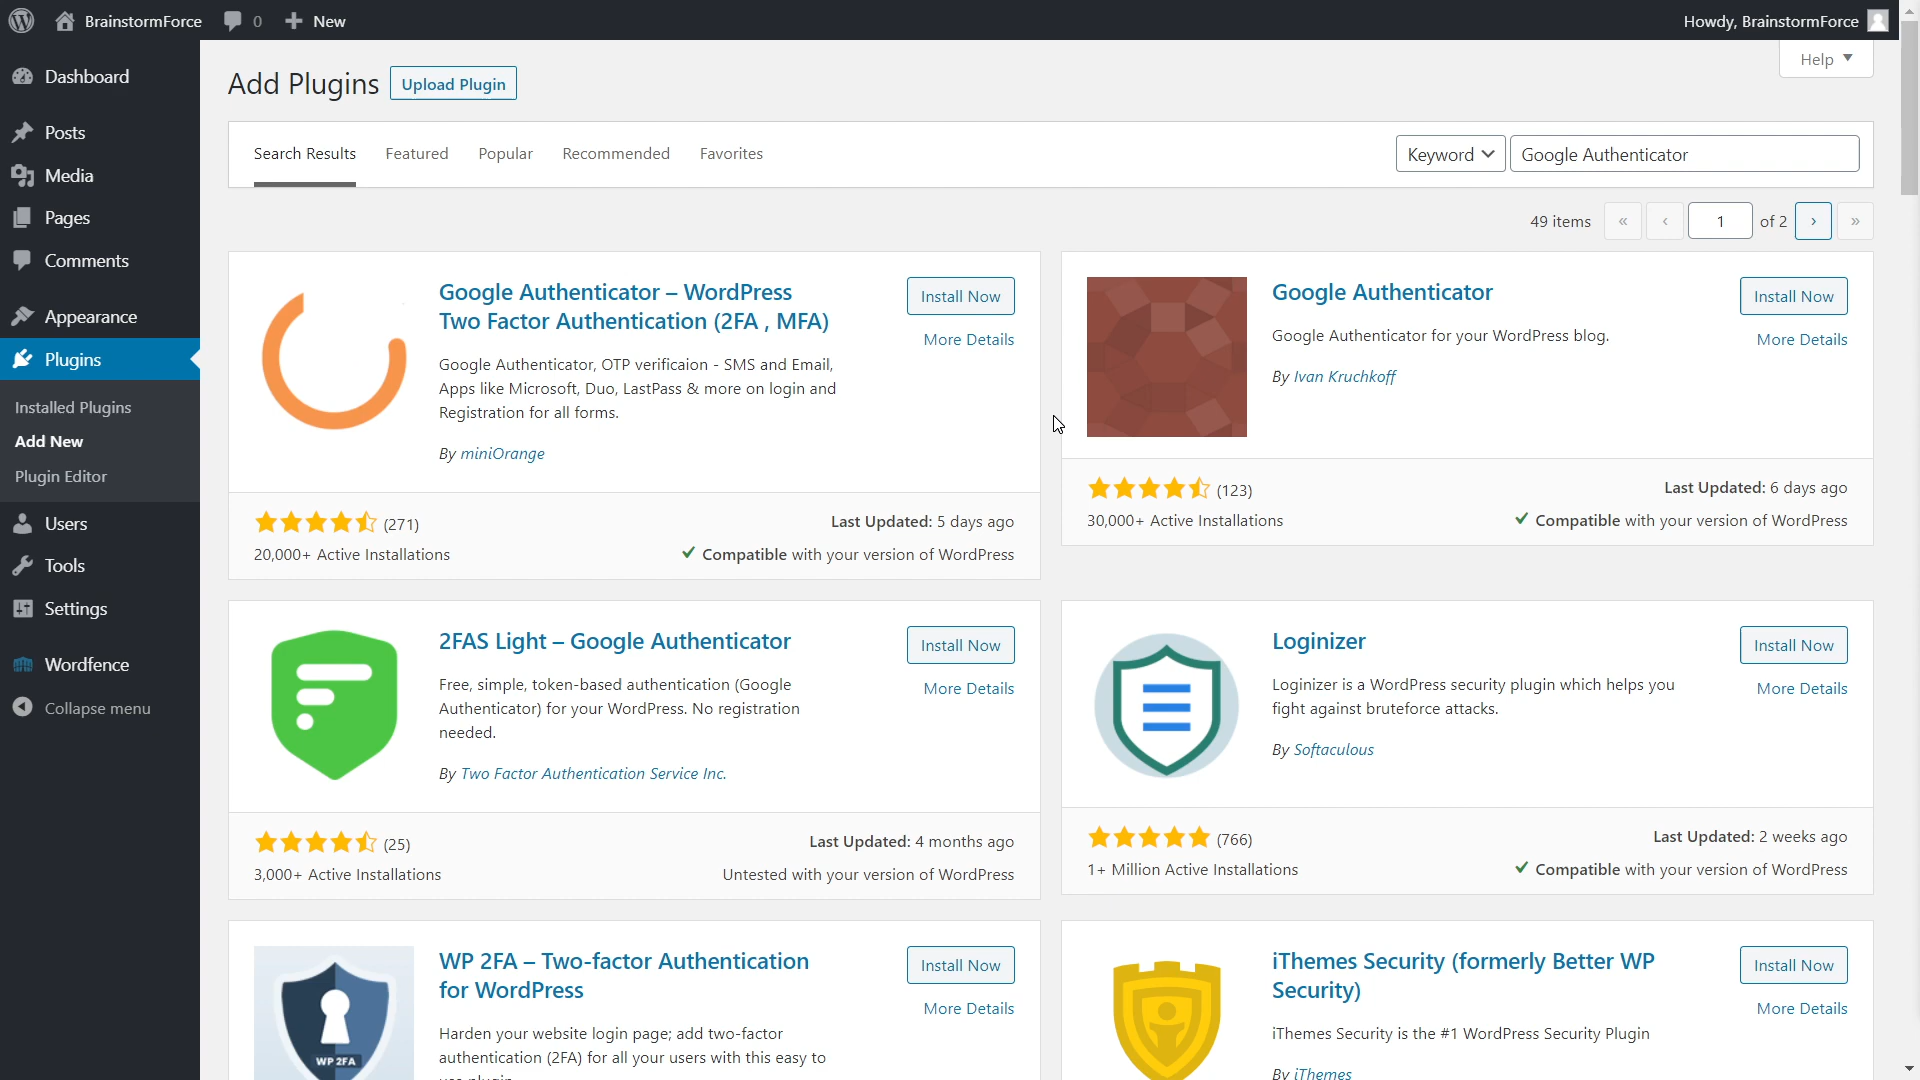 BrainstormForce
0
New
Howdy, BrainstormForce
Dashboard
Posts
Media
Pages
Comments
Appearance
Plugins
Installed Plugins
Add New
Plugin Editor
Users
Tools
Settings
Wordfence
Collapse menu
Add Plugins
Upload Plugin
Help
Search Results
Featured
Popular
Recommended
Favorites
Keyword
Google Authenticator
49 items
«
‹
1
of 2
›
»
Google Authenticator – WordPress
Two Factor Authentication (2FA , MFA)
Install Now
More Details
Google Authenticator, OTP verificaion - SMS and Email,
Apps like Microsoft, Duo, LastPass & more on login and
Registration for all forms.
By miniOrange
(271)
Last Updated: 5 days ago
20,000+ Active Installations
Compatible with your version of WordPress
Google Authenticator
Install Now
More Details
Google Authenticator for your WordPress blog.
By Ivan Kruchkoff
(123)
Last Updated: 6 days ago
30,000+ Active Installations
Compatible with your version of WordPress
2FAS Light – Google Authenticator
Install Now
More Details
Free, simple, token-based authentication (Google
Authenticator) for your WordPress. No registration
needed.
By Two Factor Authentication Service Inc.
(25)
Last Updated: 4 months ago
3,000+ Active Installations
Untested with your version of WordPress
Loginizer
Install Now
More Details
Loginizer is a WordPress security plugin which helps you
fight against bruteforce attacks.
By Softaculous
(766)
Last Updated: 2 weeks ago
1+ Million Active Installations
Compatible with your version of WordPress
WP 2FA
WP 2FA – Two-factor Authentication
for WordPress
Install Now
More Details
Harden your website login page; add two-factor
authentication (2FA) for all your users with this easy to
iThemes Security (formerly Better WP
Security)
Install Now
More Details
iThemes Security is the #1 WordPress Security Plugin
By iThemes